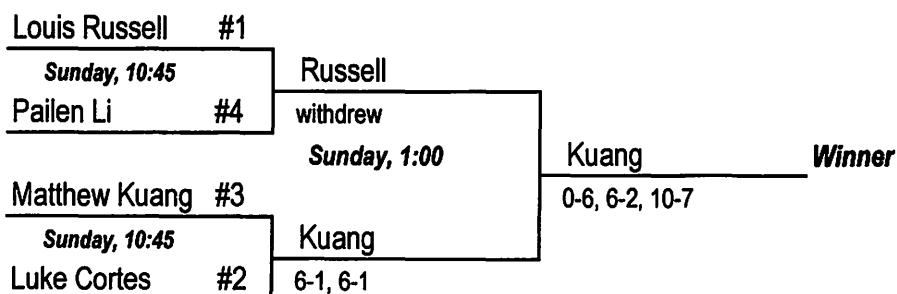 Louis Russell #1
Sunday, 10:45
Pailen Li #4
Russell
withdrew
Sunday, 1:00
Matthew Kuang #3
Sunday, 10:45
Luke Cortes #2
Kuang
6-1, 6-1
Kuang
0-6, 6-2, 10-7
Winner